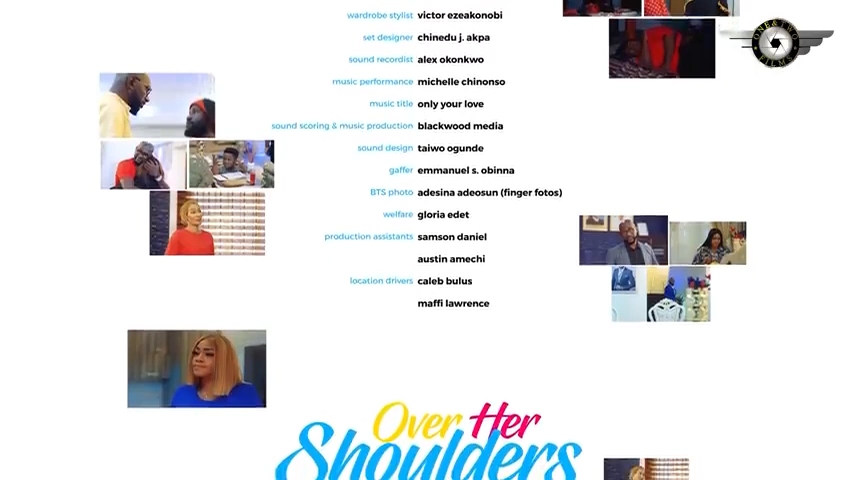 wardrobe stylist victor ezeakonobi
set designer chinedu j. akpa
sound recordist alex okonkwo
music performance michelle chinonso
music title only your love
sound scoring & music production blackwood media
sound design taiwo ogunde
gaffer emmanuel s. obinna
BTS photo adesina adeosun (finger fotos)
welfare gloria edet
production assistants samson daniel
austin amechi
location drivers caleb bulus
maffi lawrence
Over Her
Shoulders
ONE&TWO
FILMS